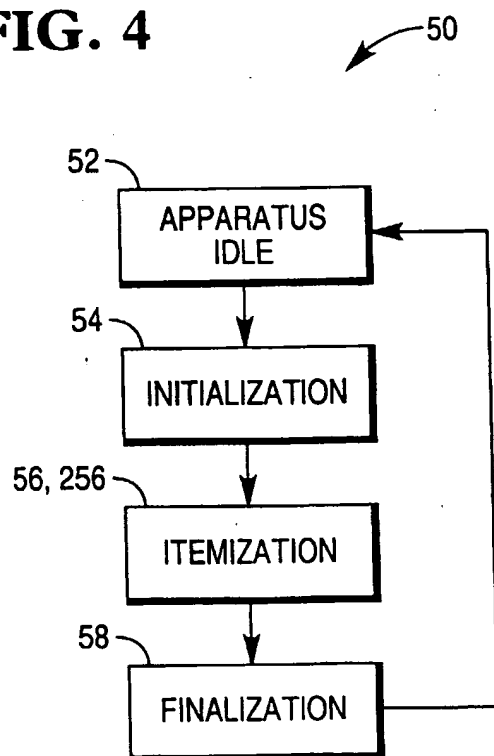 FIG. 4
50
52
APPARATUS
IDLE
54
INITIALIZATION
56, 256
ITEMIZATION
58
FINALIZATION